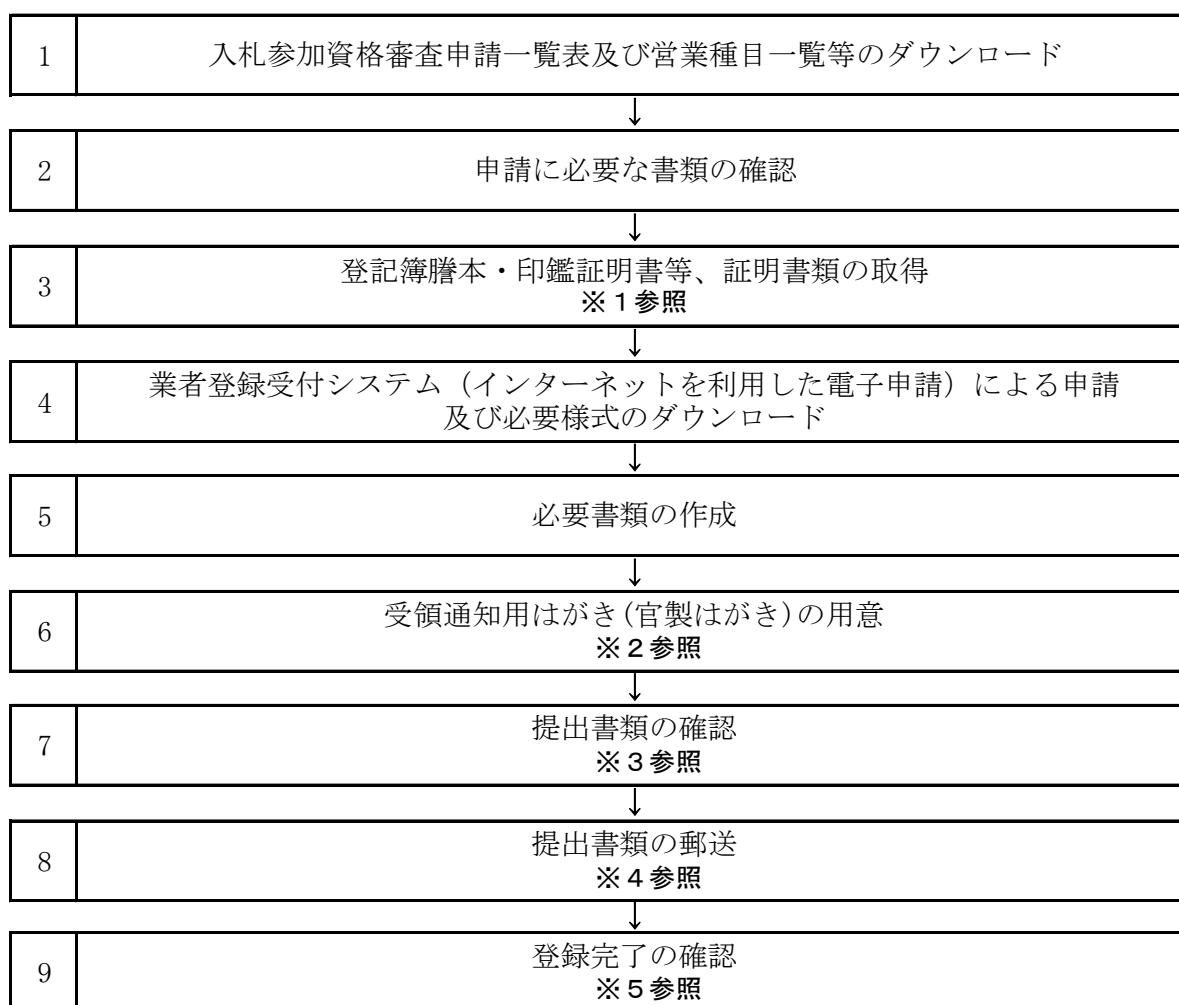 1
入札参加資格審査申請一覧表及び営業種目一覧等のダウンロード
↓
2
申請に必要な書類の確認
↓
3
登記簿謄本・印鑑証明書等、証明書類の取得
※１参照
↓
4
業者登録受付システム（インターネットを利用した電子申請）による申請
及び必要様式のダウンロード
↓
5
必要書類の作成
↓
6
受領通知用はがき(官製はがき)の用意
※２参照
↓
7
提出書類の確認
※３参照
↓
8
提出書類の郵送
※４参照
↓
9
登録完了の確認
※５参照